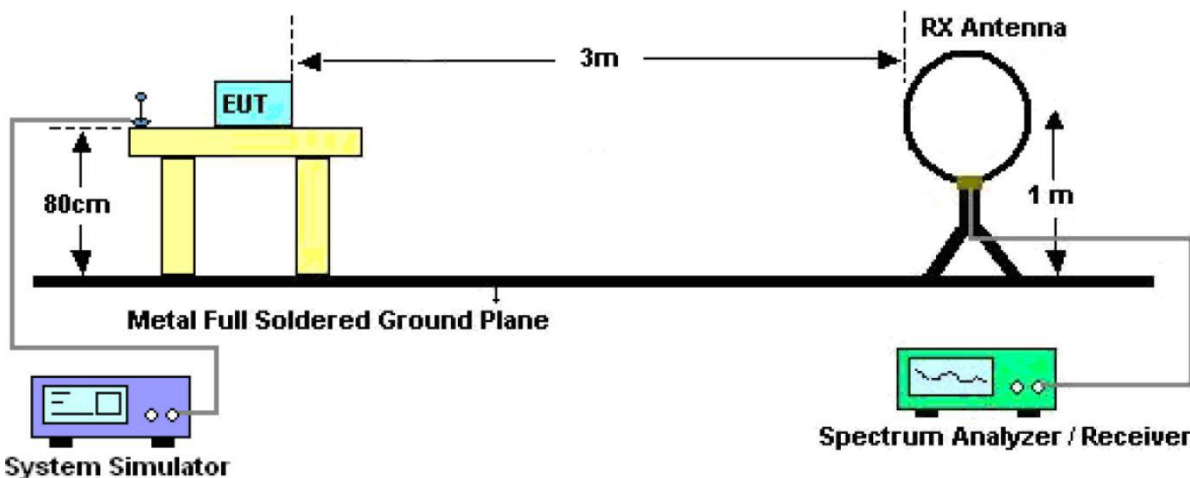 RX Antenna
3m
EUT
80cm
1 m
Metal Full Soldered Ground Plane
Spectrum Analyzer / Receiver
System Simulator